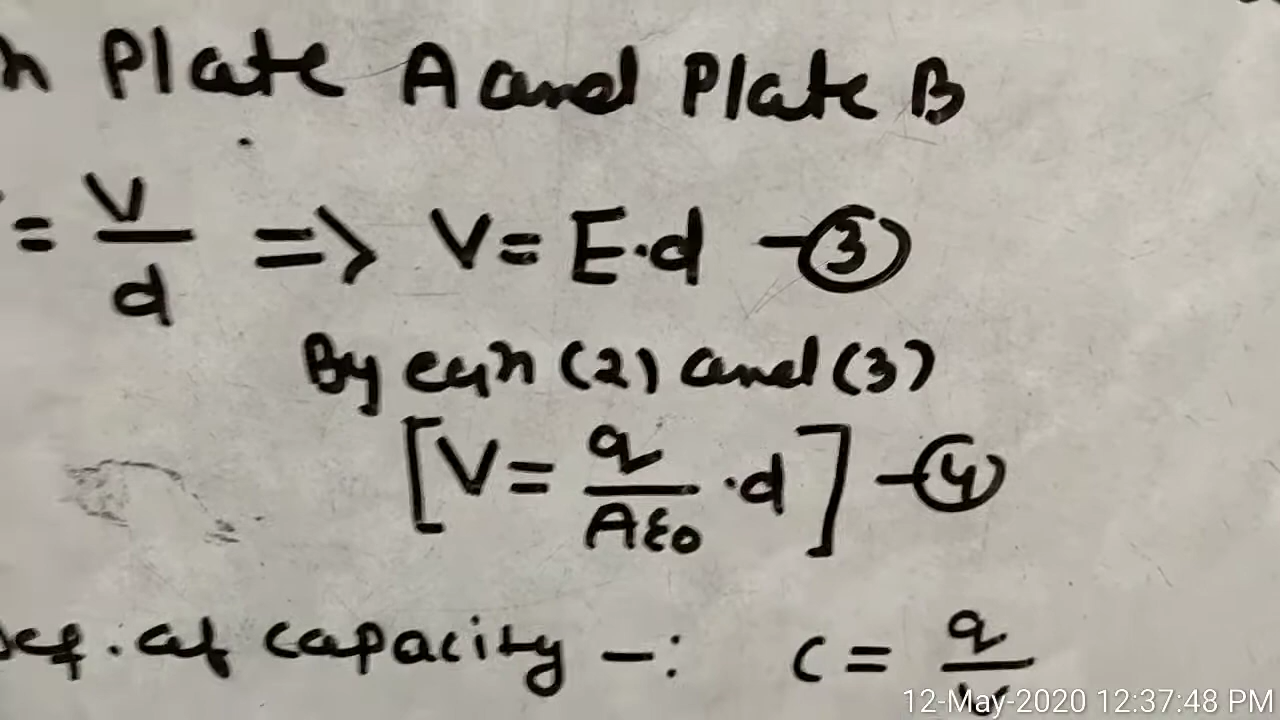 n Plate A and Plate B
= V/d => V = E·d -(3)
By eqn (2) and (3)
[V = q/Aε₀ ·d] -(4)
Def. of capacity -: C = q/V
12-May-2020 12:37:48 PM